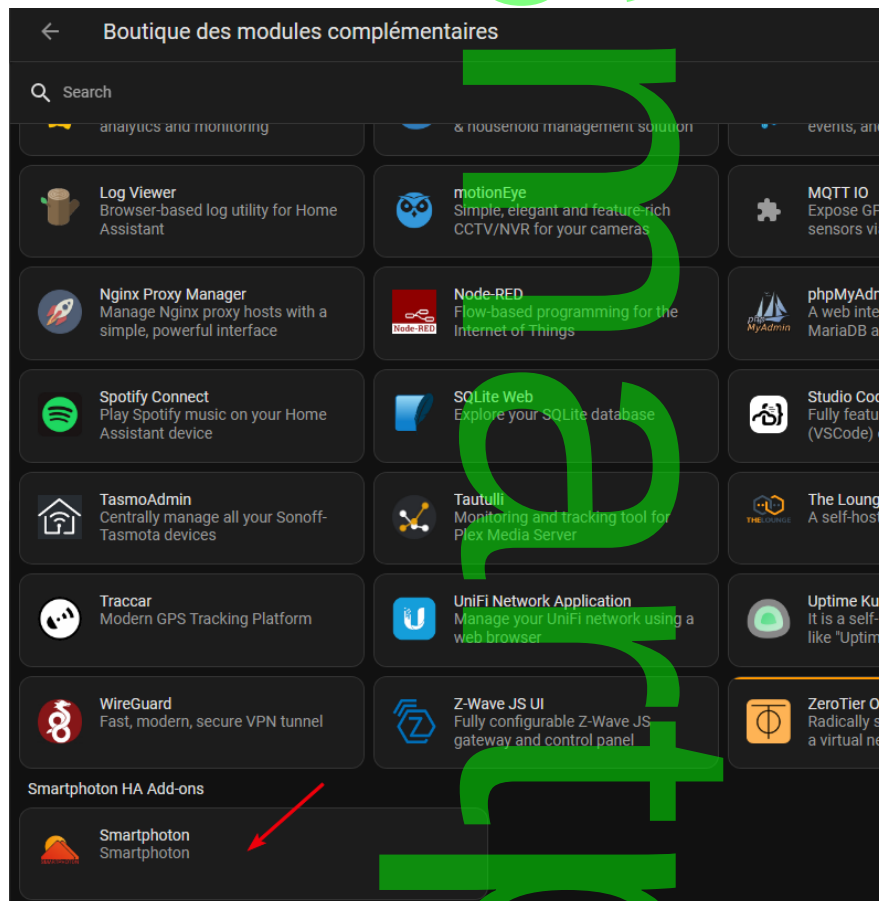 Boutique des modules complémentaires
Search
analytics and monitoring
& household management solution
events, and
Log Viewer
Browser-based log utility for Home
Assistant
motionEye
Simple, elegant and feature-rich
CCTV/NVR for your cameras
MQTT IO
Expose GP
sensors vi
Nginx Proxy Manager
Manage Nginx proxy hosts with a
simple, powerful interface
Node-RED
Node-RED
Flow-based programming for the
Internet of Things
php
MyAdmin
phpMyAdr
A web inte
MariaDB a
Spotify Connect
Play Spotify music on your Home
Assistant device
SQLite Web
Explore your SQLite database
Studio Coc
Fully featu
(VSCode)
TasmoAdmin
Centrally manage all your Sonoff-
Tasmota devices
Tautulli
Monitoring and tracking tool for
Plex Media Server
THELOUNGE
The Loung
A self-host
Traccar
Modern GPS Tracking Platform
UniFi Network Application
Manage your UniFi network using a
web browser
Uptime Ku
It is a self-
like "Uptim
WireGuard
Fast, modern, secure VPN tunnel
Z-Wave JS UI
Fully configurable Z-Wave JS
gateway and control panel
ZeroTier O
Radically s
a virtual ne
Smartphoton HA Add-ons
Smartphoton
Smartphoton
martp